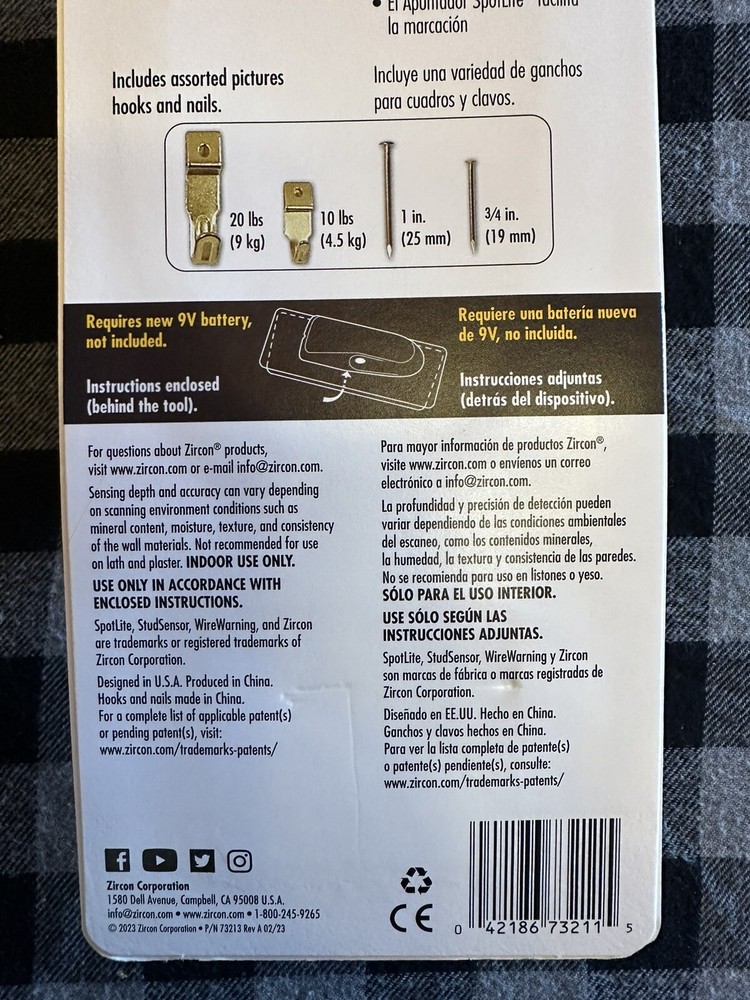 • El Apuntador SpotLite® facilita
la marcación
Includes assorted pictures
hooks and nails.
Incluye una variedad de ganchos
para cuadros y clavos.
20 lbs
(9 kg)
10 lbs
(4.5 kg)
1 in.
(25 mm)
3/4 in.
(19 mm)
Requires new 9V battery,
not included.
Instructions enclosed
(behind the tool).
Requiere una batería nueva
de 9V, no incluida.
Instrucciones adjuntas
(detrás del dispositivo).
For questions about Zircon® products,
visit www.zircon.com or e-mail info@zircon.com.
Sensing depth and accuracy can vary depending
on scanning environment conditions such as
mineral content, moisture, texture, and consistency
of the wall materials. Not recommended for use
on lath and plaster. INDOOR USE ONLY.
USE ONLY IN ACCORDANCE WITH
ENCLOSED INSTRUCTIONS.
SpotLite, StudSensor, WireWarning, and Zircon
are trademarks or registered trademarks of
Zircon Corporation.
Designed in U.S.A. Produced in China.
Hooks and nails made in China.
For a complete list of applicable patent(s)
or pending patent(s), visit:
www.zircon.com/trademarks-patents/
Para mayor información de productos Zircon®,
visite www.zircon.com o envíenos un correo
electrónico a info@zircon.com.
La profundidad y precisión de detección pueden
variar dependiendo de las condiciones ambientales
del escaneo, como los contenidos minerales,
la humedad, la textura y consistencia de las paredes.
No se recomienda para uso en listones o yeso.
SÓLO PARA EL USO INTERIOR.
USE SÓLO SEGÚN LAS
INSTRUCCIONES ADJUNTAS.
SpotLite, StudSensor, WireWarning y Zircon
son marcas de fábrica o marcas registradas de
Zircon Corporation.
Diseñado en EE.UU. Hecho en China.
Ganchos y clavos hechos en China.
Para ver la lista completa de patente(s)
o patente(s) pendiente(s), consulte:
www.zircon.com/trademarks-patents/
Zircon Corporation
1580 Dell Avenue, Campbell, CA 95008 U.S.A.
info@zircon.com • www.zircon.com • 1-800-245-9265
© 2023 Zircon Corporation • P/N 73213 Rev A 02/23
CE
0 42186 73211 5